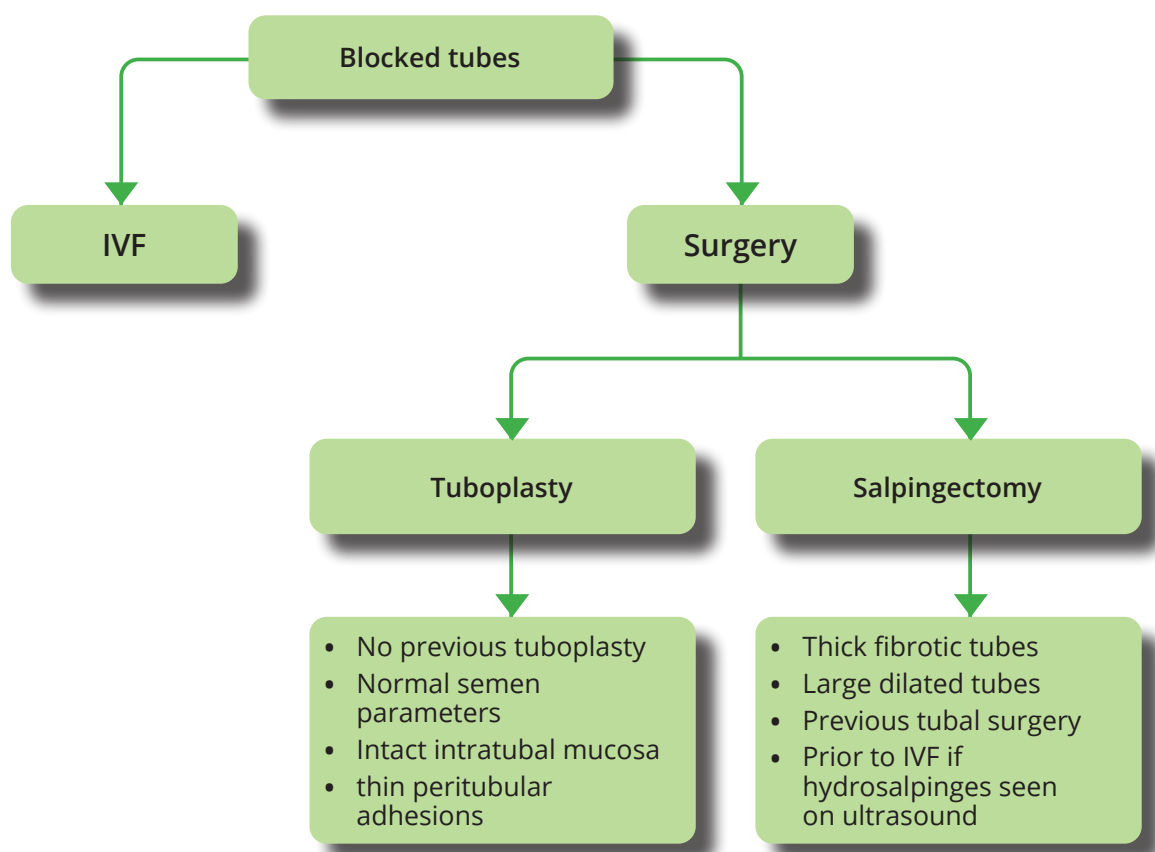 Blocked tubes
IVF
Surgery
Tuboplasty
Salpingectomy
• No previous tuboplasty
• Normal semen
parameters
• Intact intratubal mucosa
• thin peritubular
adhesions
• Thick fibrotic tubes
• Large dilated tubes
• Previous tubal surgery
• Prior to IVF if
hydrosalpinges seen
on ultrasound